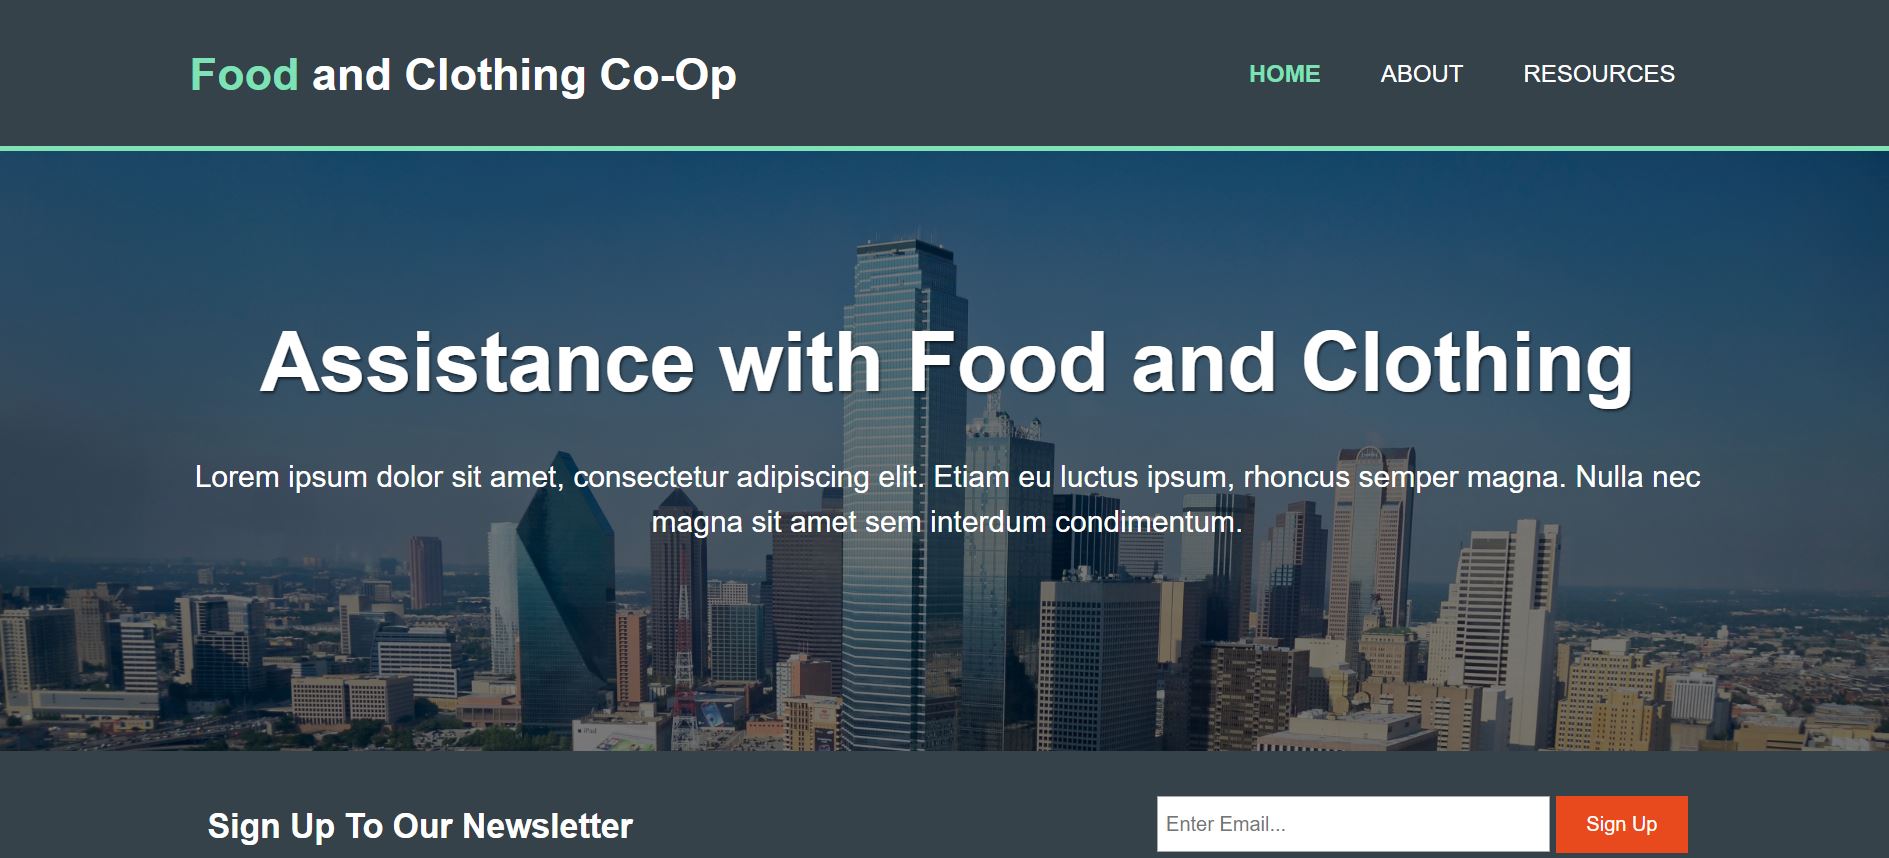 Food and Clothing Co-Op
HOME ABOUT RESOURCES
Assistance with Food and Clothing
Lorem ipsum dolor sit amet, consectetur adipiscing elit. Etiam eu luctus ipsum, rhoncus semper magna. Nulla nec
magna sit amet sem interdum condimentum.
iPad
Sign Up To Our Newsletter
Enter Email...
Sign Up